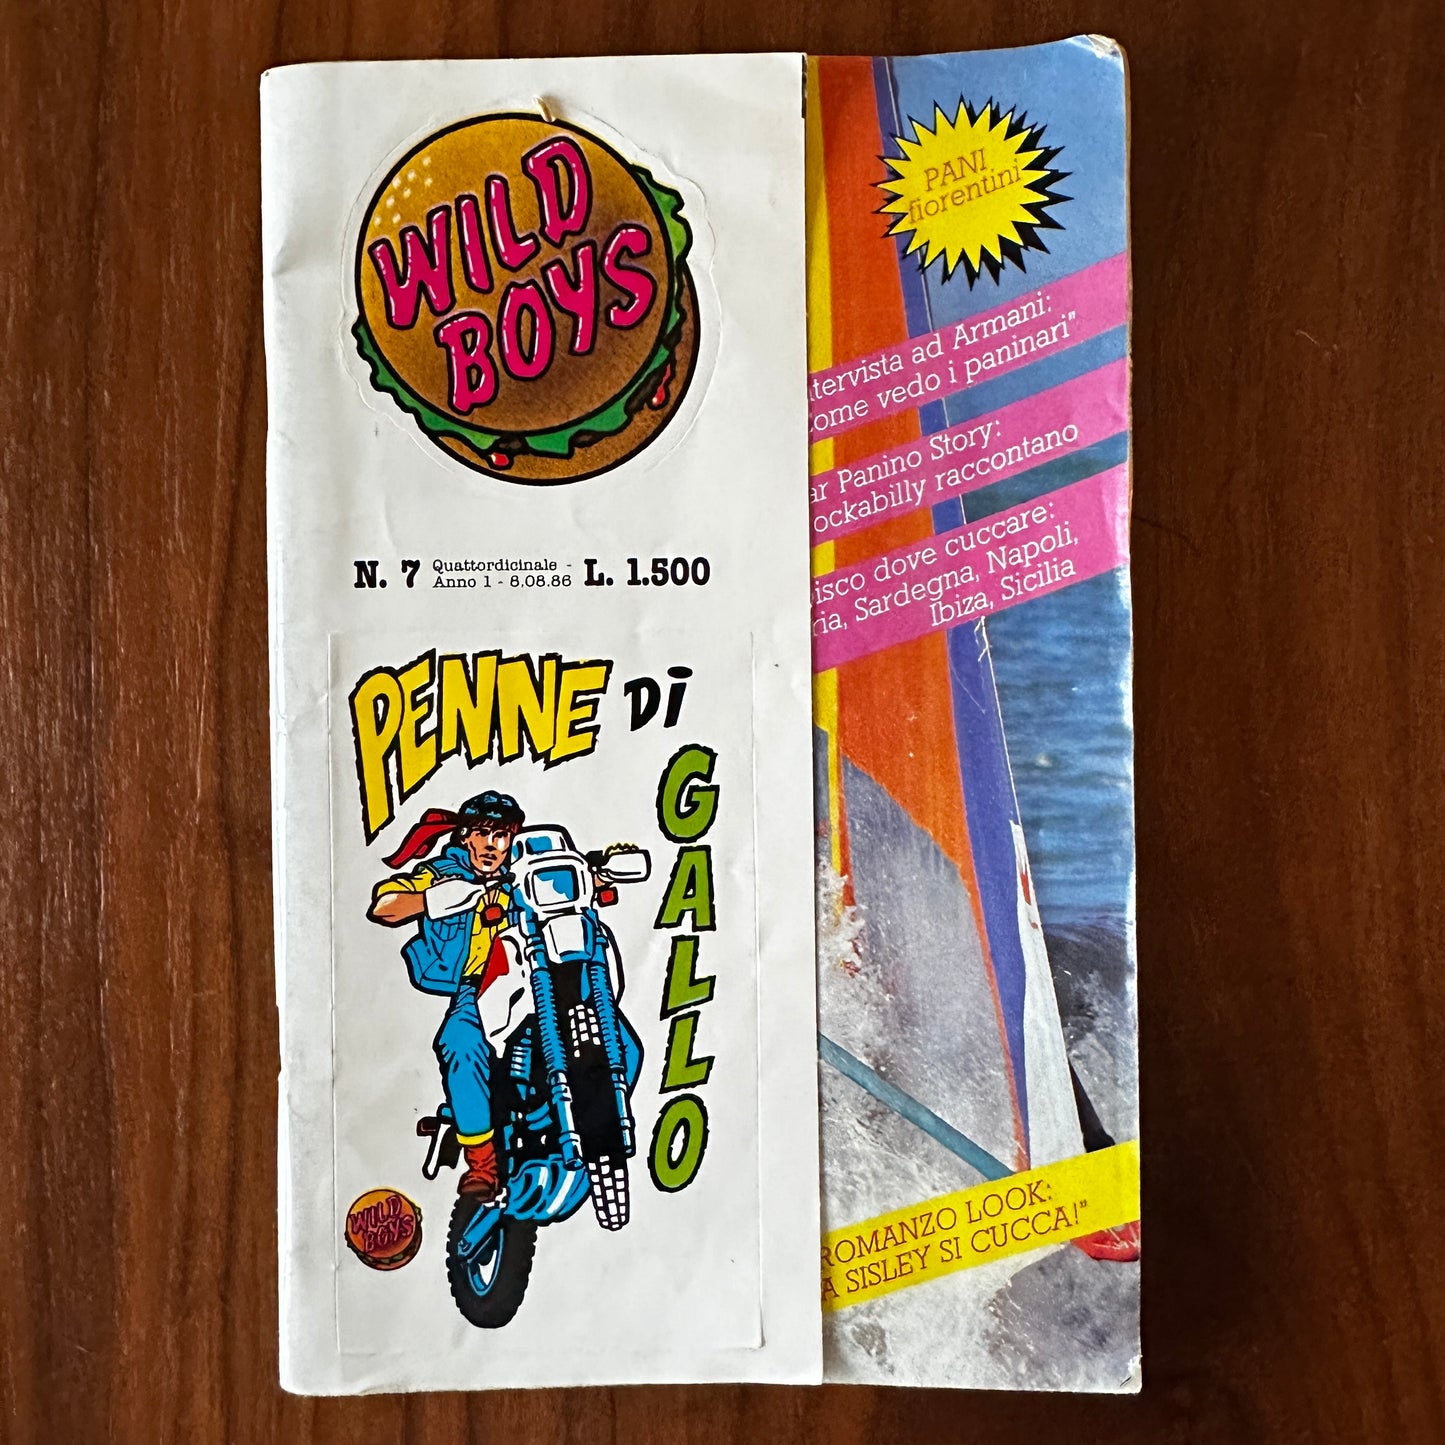 WILD
BOYS
N. 7 Quattordicinale - L. 1.500
Anno 1 - 8,08.86
PENNE Di
GALLO
WILD
BOYS
PANI
fiorentini
ntervista ad Armani:
come vedo i paninari"
ar Panino Story:
ockabilly raccontano
isco dove cuccare:
ria, Sardegna, Napoli,
Ibiza, Sicilia
ROMANZO LOOK:
A SISLEY SI CUCCA!"